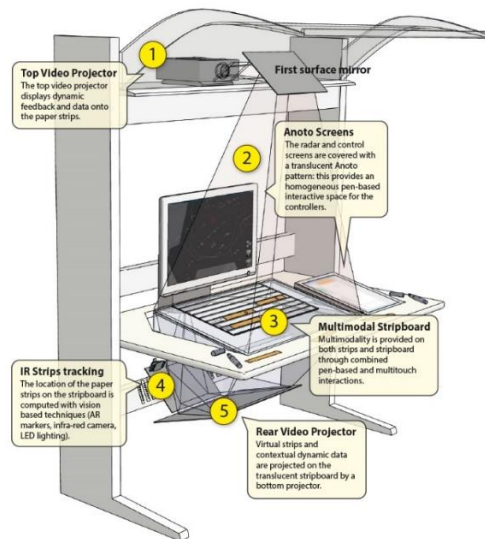 1
Top Video Projector
The top video projector
displays dynamic
feedback and data onto
the paper strips.
First surface mirror
2
Anoto Screens
The radar and control
screens are covered with
a translucent Anoto
pattern: this provides an
homogeneous pen-based
interactive space for the
controllers.
3
Multimodal Stripboard
Multimodality is provided on
both strips and stripboard
through combined
pen-based and multitouch
interactions.
IR Strips tracking
The location of the paper
strips on the stripboard is
computed with vision
based techniques (AR
markers, infra-red camera,
LED lighting).
4
5
Rear Video Projector
Virtual strips and
contextual dynamic data
are projected on the
translucent stripboard by a
bottom projector.